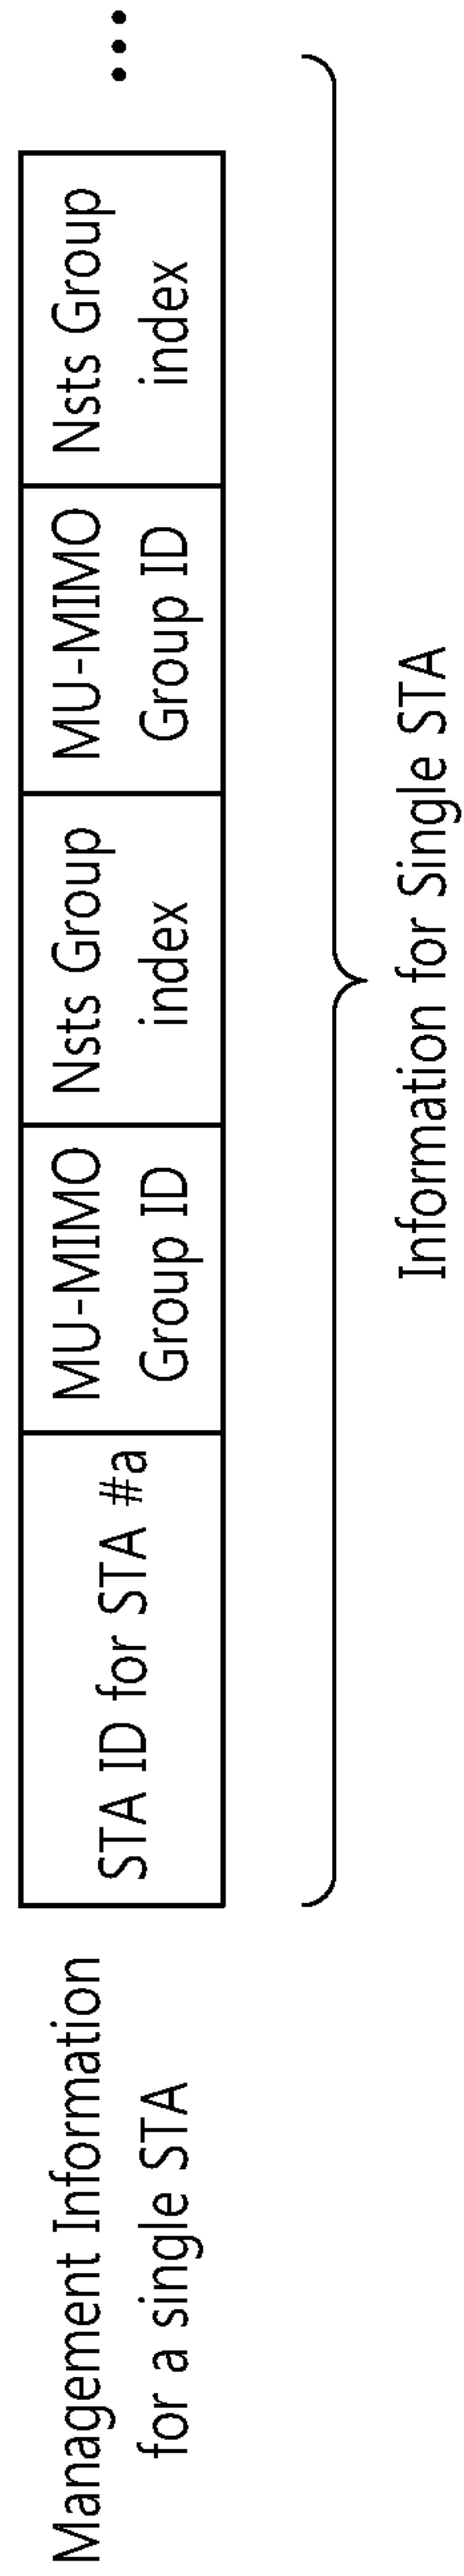 Management Information
for a single STA
STA ID for STA #a
MU-MIMO
Group ID
Nsts Group
index
MU-MIMO
Group ID
Nsts Group
index
...
Information for Single STA